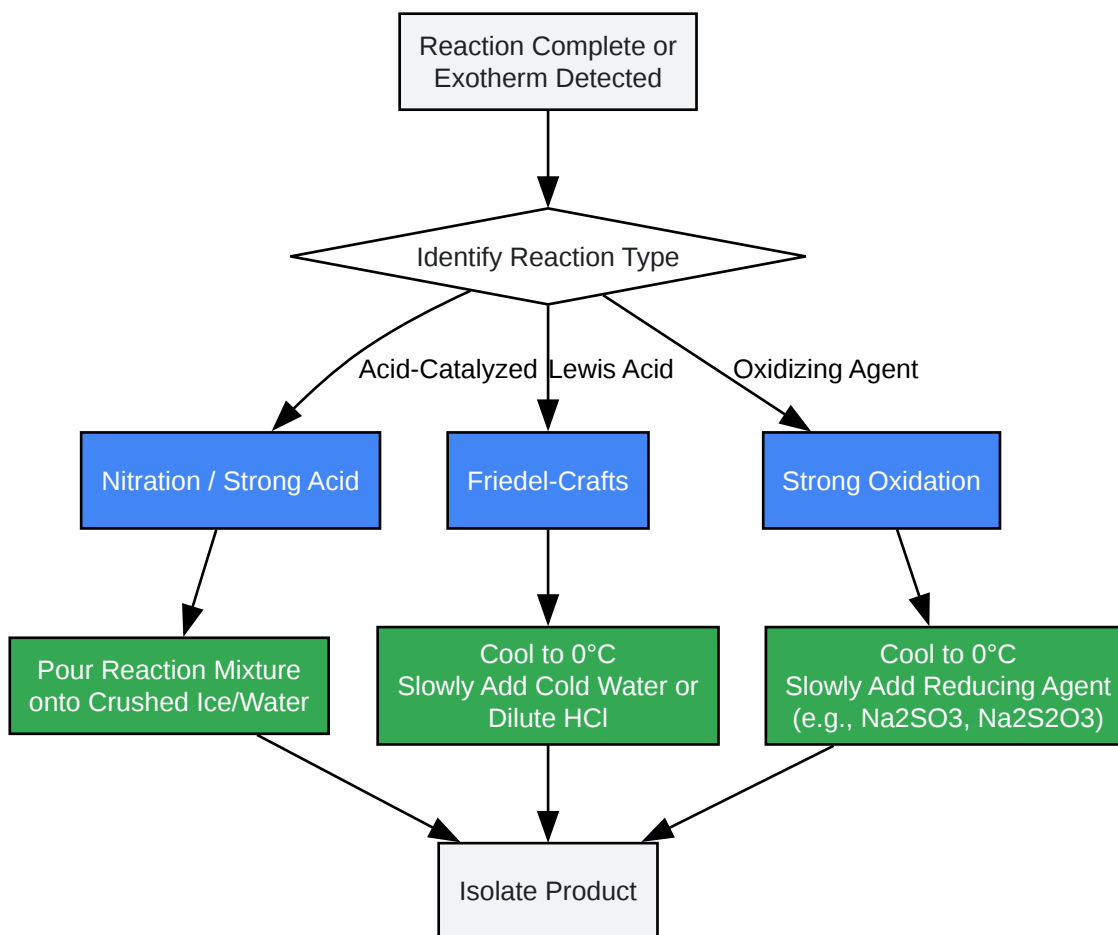 Reaction Complete or
Exotherm Detected
Identify Reaction Type
Acid-Catalyzed
Lewis Acid
Oxidizing Agent
Nitration / Strong Acid
Friedel-Crafts
Strong Oxidation
Pour Reaction Mixture
onto Crushed Ice/Water
Cool to 0°C
Slowly Add Cold Water or
Dilute HCl
Cool to 0°C
Slowly Add Reducing Agent
(e.g., Na2SO3, Na2S2O3)
Isolate Product